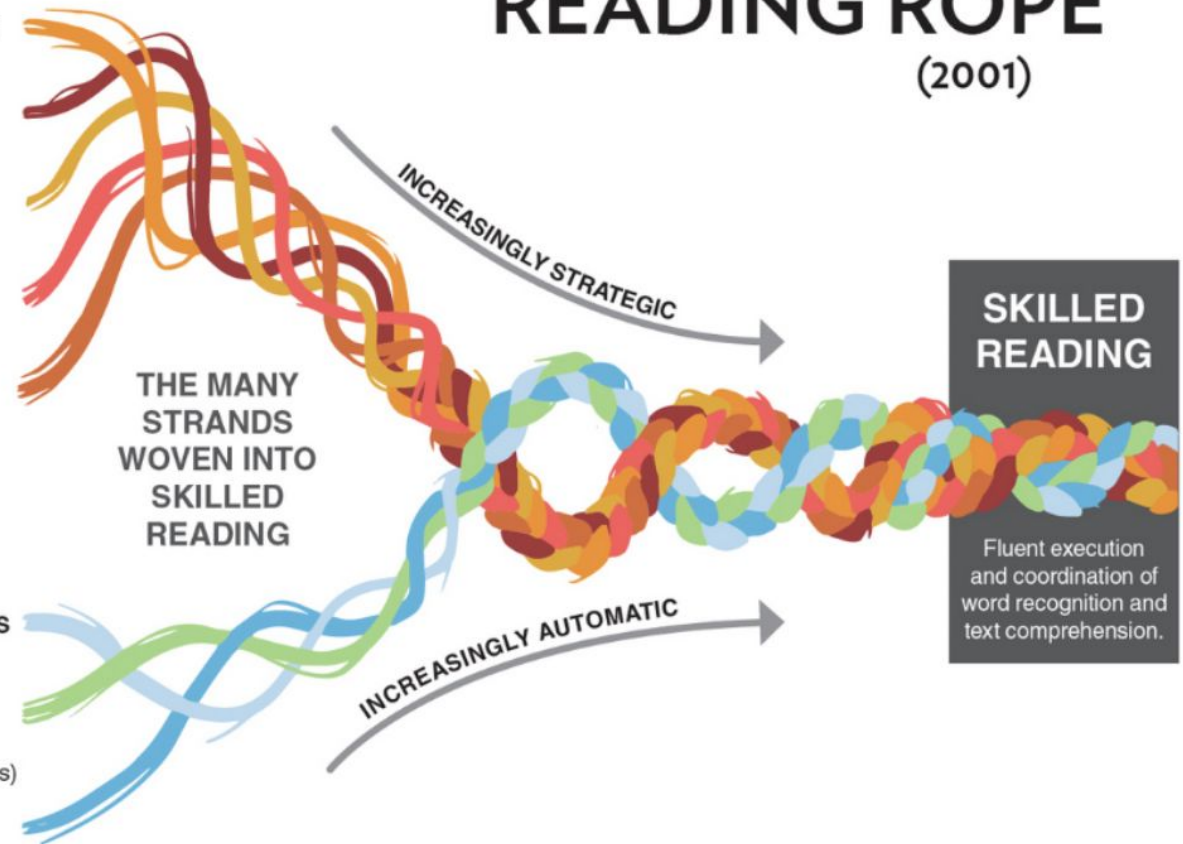 READING ROPE
(2001)
INCREASINGLY STRATEGIC
SKILLED
READING
THE MANY
STRANDS
WOVEN INTO
SKILLED
READING
Fluent execution
and coordination of
word recognition and
text comprehension.
s
INCREASINGLY AUTOMATIC
s)